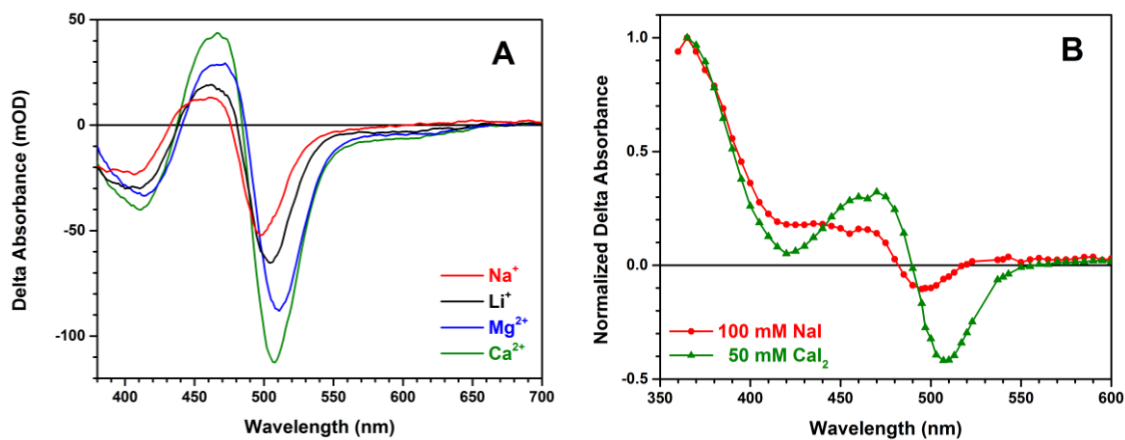 A
Delta Absorbance (mOD)
50
0
-50
-100
Na⁺
Li⁺
Mg²⁺
Ca²⁺
400 450 500 550 600 650 700
Wavelength (nm)
B
Normalized Delta Absorbance
1.0
0.5
0.0
-0.5
100 mM NaI
50 mM CaI₂
350 400 450 500 550 600
Wavelength (nm)